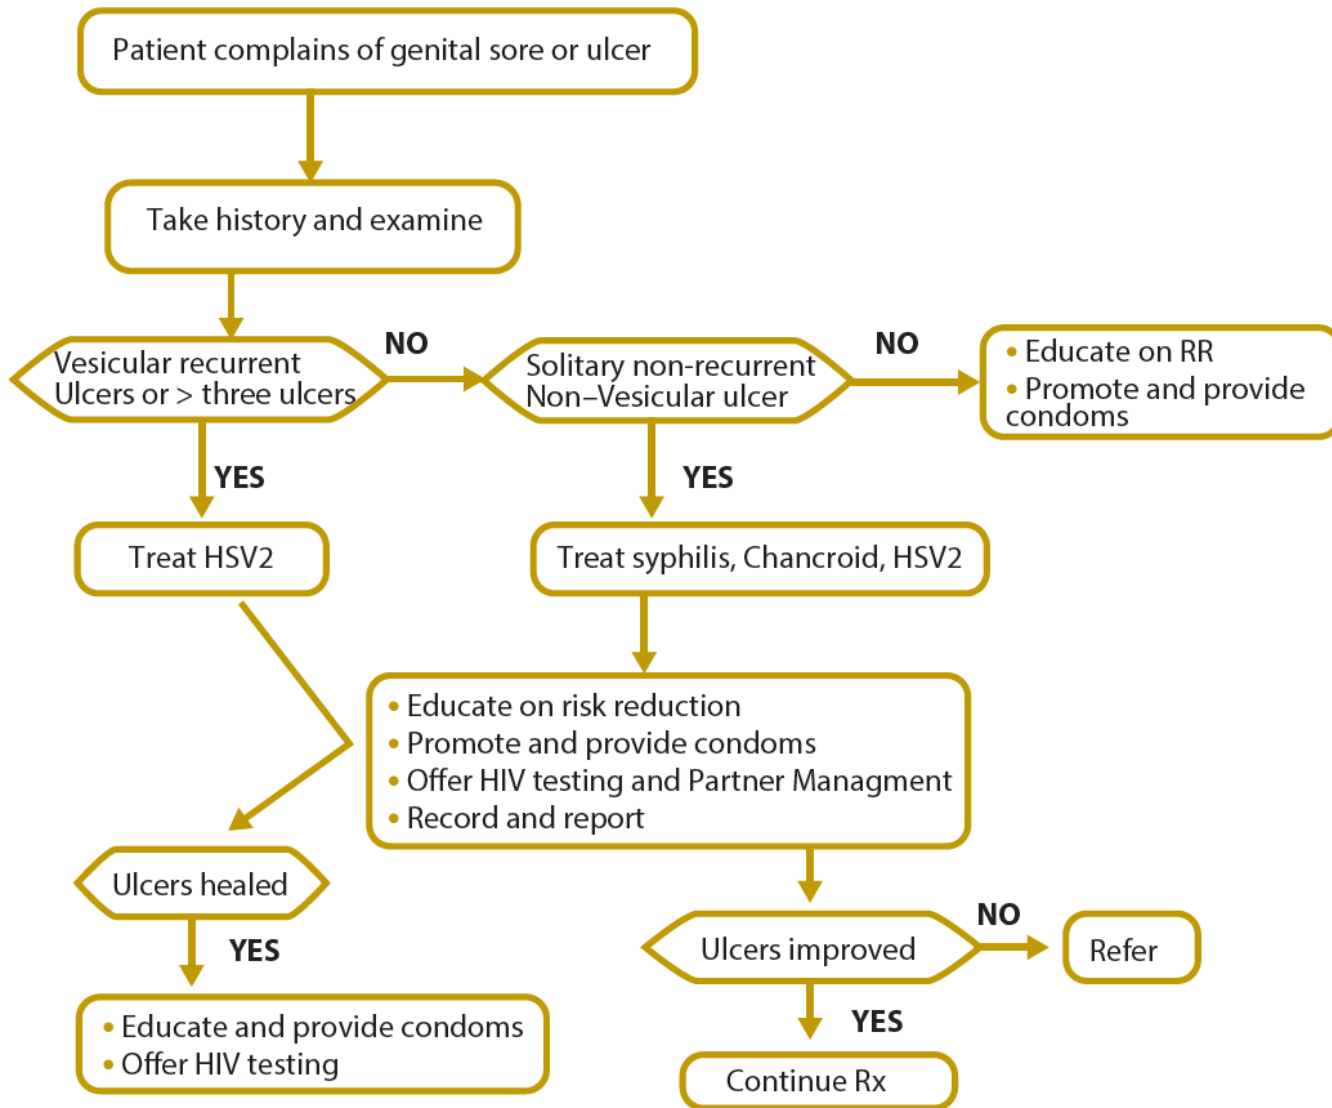 Patient complains of genital sore or ulcer
Take history and examine
Vesicular recurrent
Ulcers or > three ulcers
NO
Solitary non-recurrent
Non–Vesicular ulcer
NO
• Educate on RR
• Promote and provide
condoms
YES
YES
Treat HSV2
Treat syphilis, Chancroid, HSV2
• Educate on risk reduction
• Promote and provide condoms
• Offer HIV testing and Partner Managment
• Record and report
Ulcers healed
YES
• Educate and provide condoms
• Offer HIV testing
Ulcers improved
NO
Refer
YES
Continue Rx